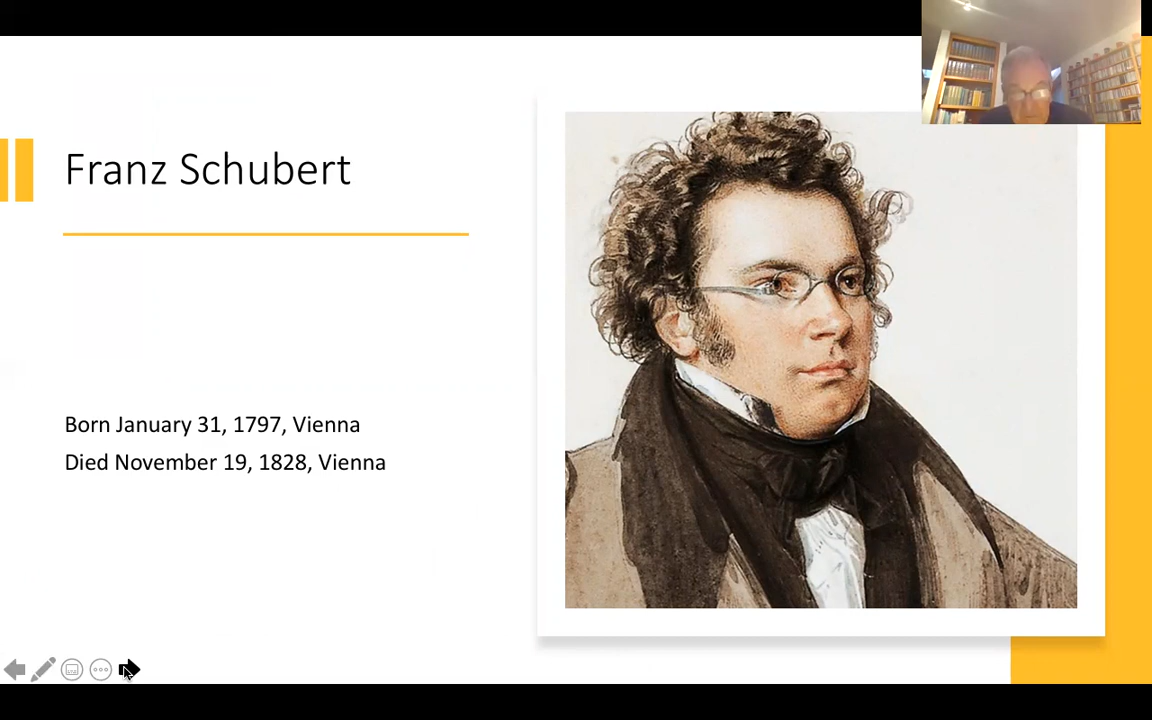 Franz Schubert
Born January 31, 1797, Vienna
Died November 19, 1828, Vienna